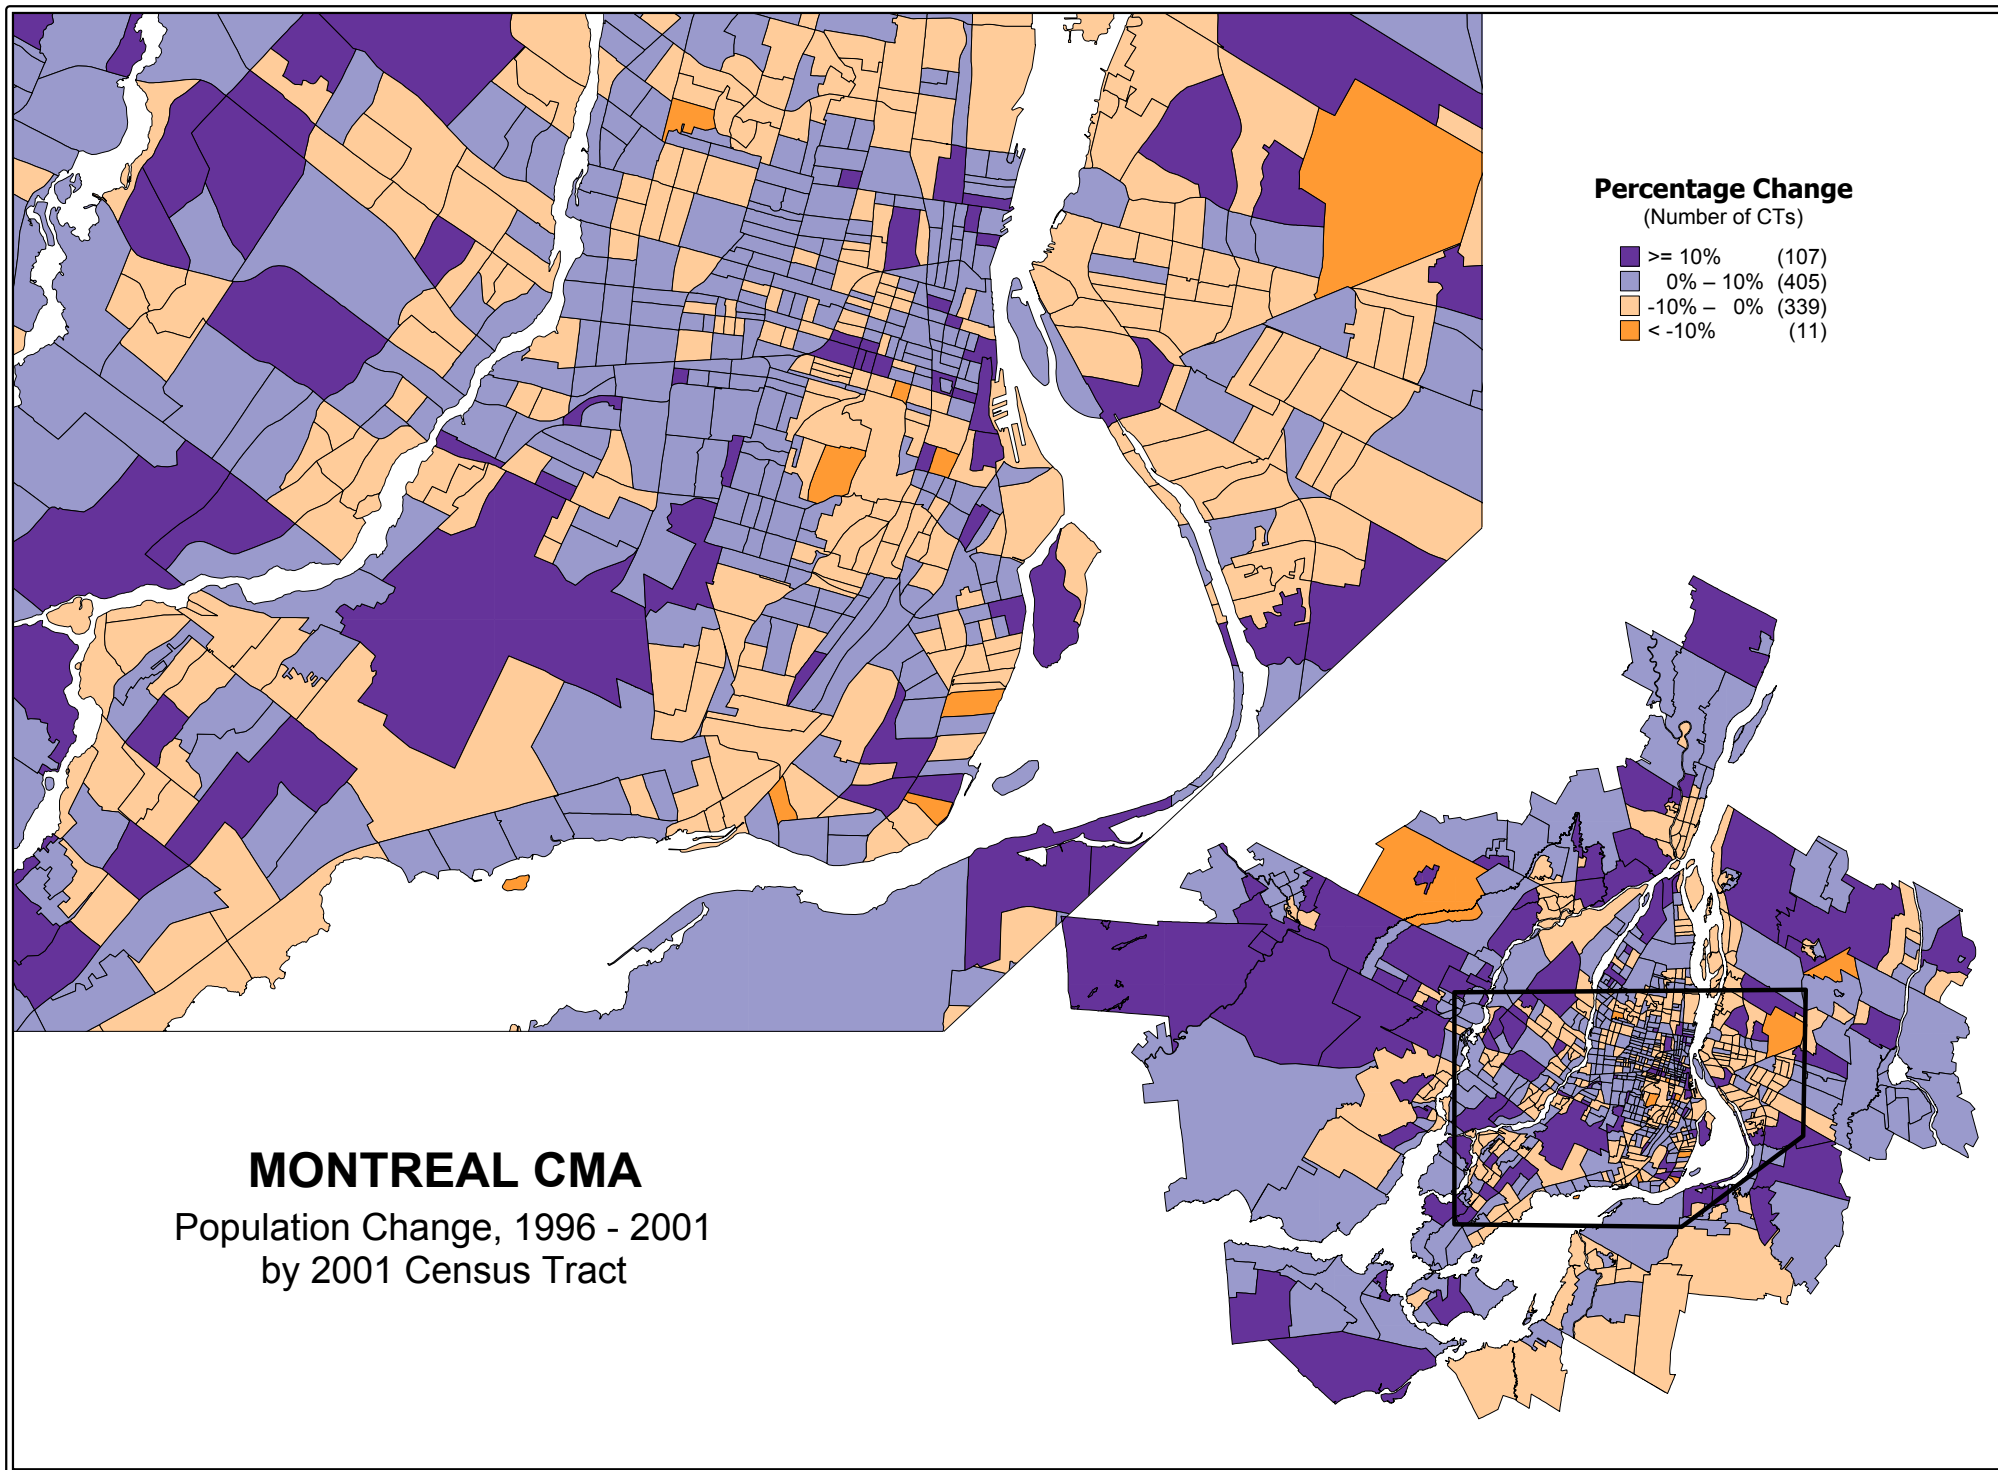 Percentage Change
(Number of CTs)
>= 10% (107)
0% – 10% (405)
-10% – 0% (339)
< -10% (11)
MONTREAL CMA
Population Change, 1996 - 2001
by 2001 Census Tract